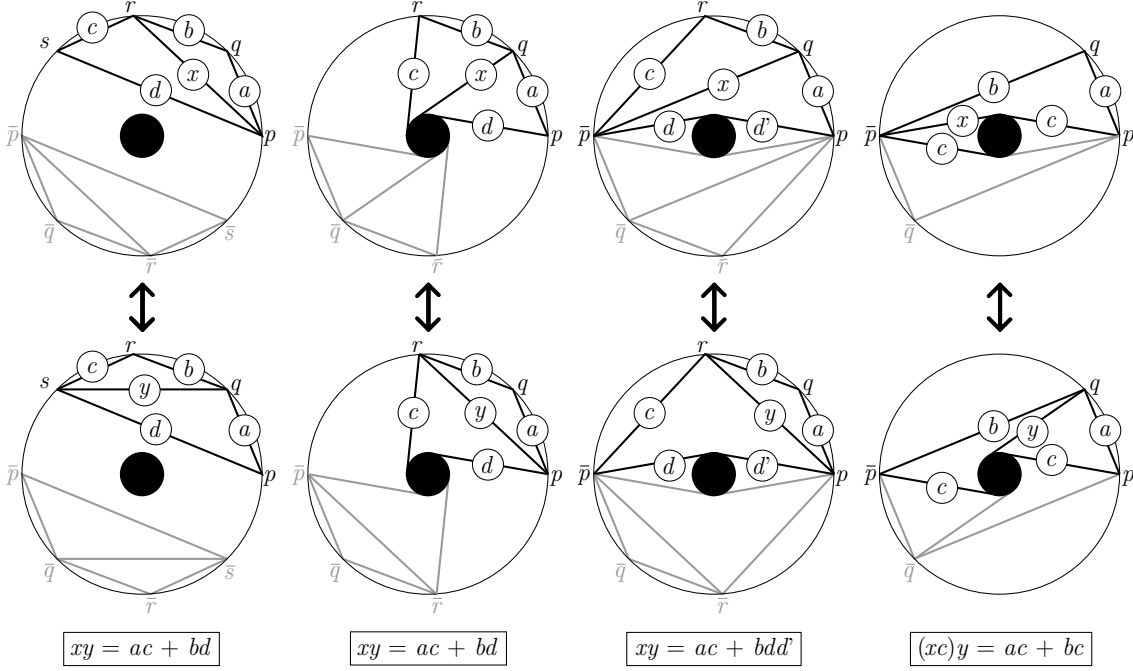 r
c b
s q
x
d a
p̄ p
q̄ s̄
r̄
r
b
q
c x a
d
p̄ p
q̄
r̄
r
b
q
c x a
d d’
p̄ p
q̄
r̄
q
b a
x c
p̄ p
c
q̄
r
c b
s y q
d a
p̄ p
q̄ s̄
r̄
r
b
q
c y a
d
p̄ p
q̄
r̄
r
b
q
c y a
d d’
p̄ p
q̄
r̄
q
b y a
c
p̄ p
c
q̄
xy = ac + bd
xy = ac + bd
xy = ac + bdd’
(xc)y = ac + bc